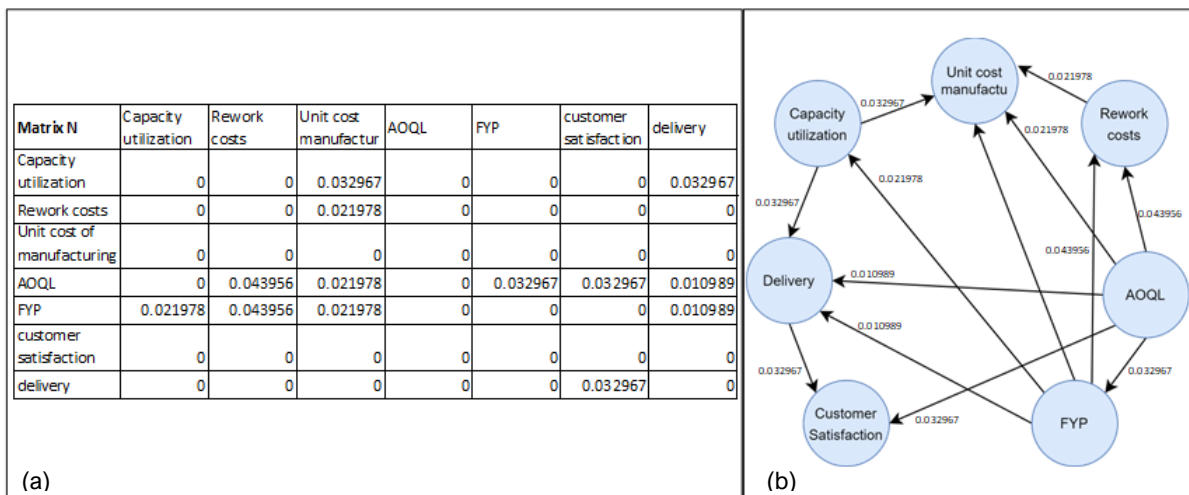 Matrix N Capacity utilization Rework costs Unit cost manufactur AOQL FYP customer satisfaction delivery
Capacity utilization 0 0 0.032967 0 0 0 0.032967
Rework costs 0 0 0.021978 0 0 0 0
Unit cost of manufacturing 0 0 0 0 0 0 0
AOQL 0 0.043956 0.021978 0 0.032967 0.032967 0.010989
FYP 0.021978 0.043956 0.021978 0 0 0 0.010989
customer satisfaction 0 0 0 0 0 0 0
delivery 0 0 0 0 0 0.032967 0
(a)
Unit cost
manufactu
0.021978
Capacity
utilization
0.032967
Rework
costs
0.021978
0.021978
0.032967
0.043956
0.043956
Delivery
0.010989
AOQL
0.010989
0.032967
0.032967
Customer
Satisfaction
0.032967
FYP
(b)